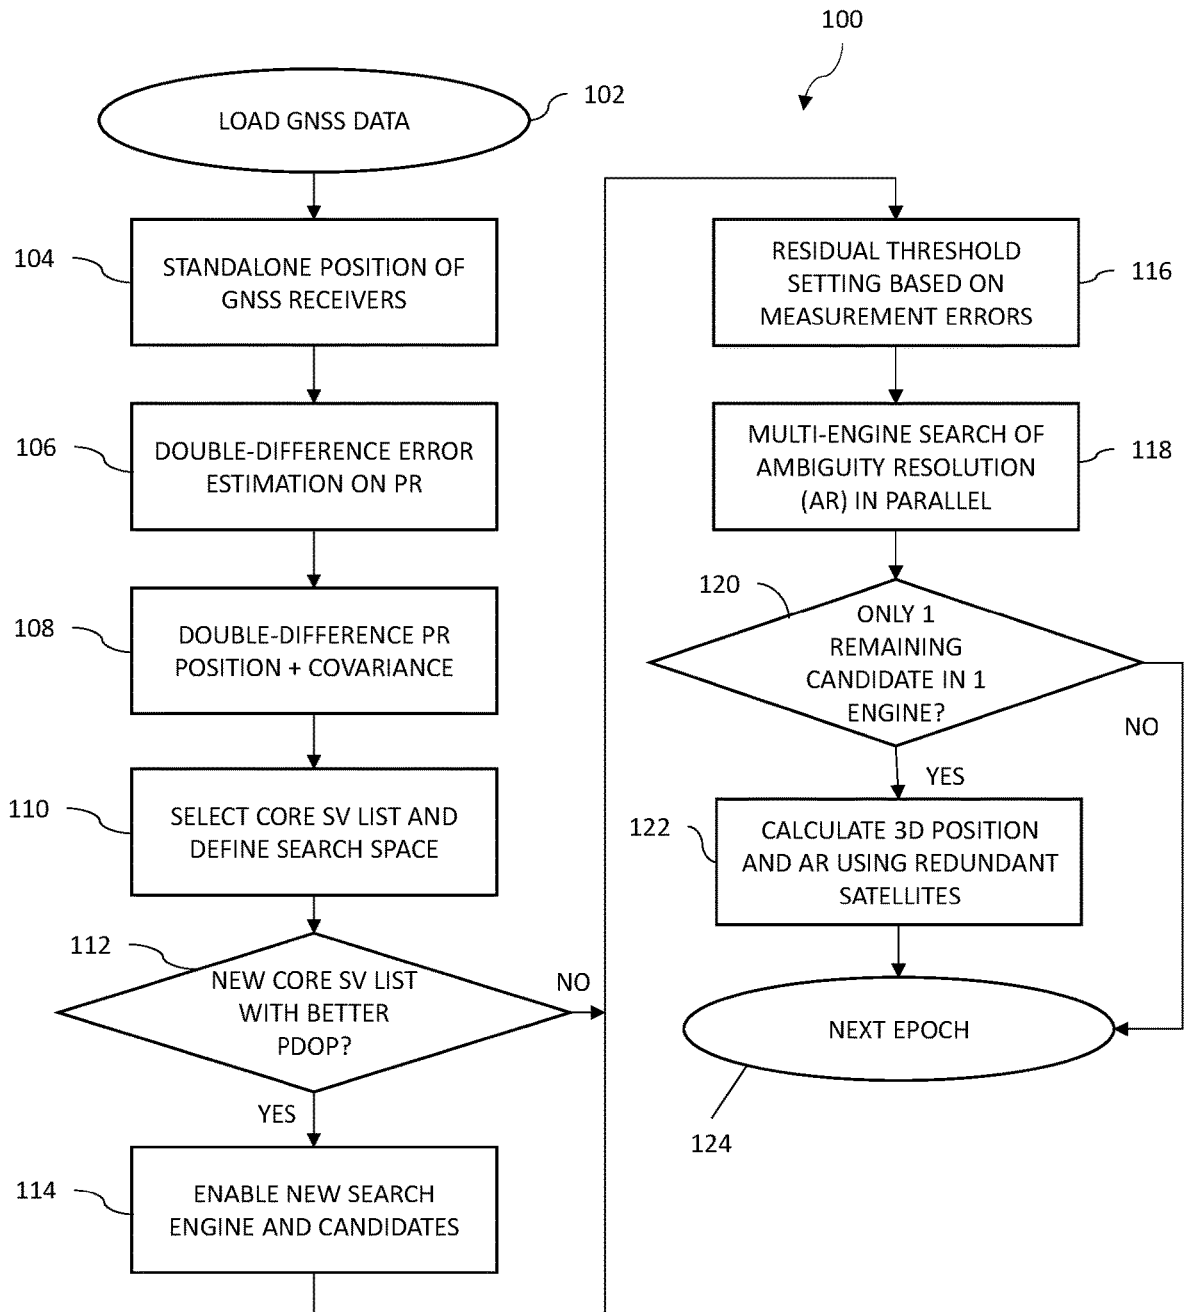 100
LOAD GNSS DATA
102
104
STANDALONE POSITION OF
GNSS RECEIVERS
106
DOUBLE-DIFFERENCE ERROR
ESTIMATION ON PR
108
DOUBLE-DIFFERENCE PR
POSITION + COVARIANCE
110
SELECT CORE SV LIST AND
DEFINE SEARCH SPACE
112
NEW CORE SV LIST
WITH BETTER
PDOP?
NO
YES
114
ENABLE NEW SEARCH
ENGINE AND CANDIDATES
RESIDUAL THRESHOLD
SETTING BASED ON
MEASUREMENT ERRORS
116
MULTI-ENGINE SEARCH OF
AMBIGUITY RESOLUTION
(AR) IN PARALLEL
118
120
ONLY 1
REMAINING
CANDIDATE IN 1
ENGINE?
NO
YES
122
CALCULATE 3D POSITION
AND AR USING REDUNDANT
SATELLITES
NEXT EPOCH
124